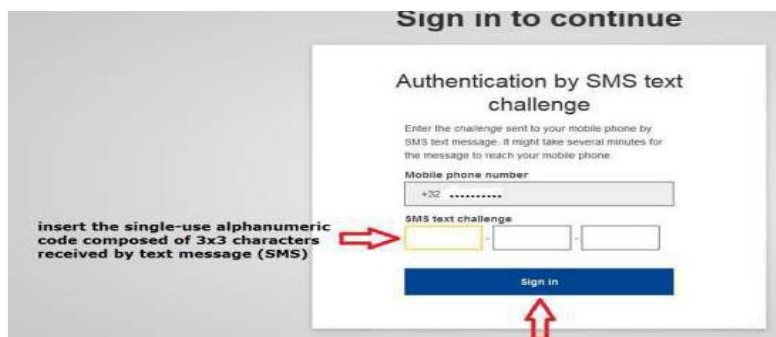 Sign in to continue
Authentication by SMS text
challenge
Enter the challenge sent to your mobile phone by
SMS text message. It might take several minutes for
the message to reach your mobile phone.
Mobile phone number
+32 ••••••••••
SMS text challenge
insert the single-use alphanumeric
code composed of 3x3 characters
received by text message (SMS)
- -
Sign in